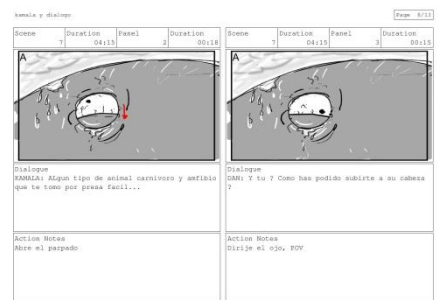 kamala y dialogo
Page 8/13
Scene
7
Duration
04:15
Panel
2
Duration
00:18
Scene
7
Duration
04:15
Panel
3
Duration
00:15
A
A
Dialogue
KAMALA: ALgun tipo de animal carnivoro y amfibio
que te tomo por presa facil...
Dialogue
DAN: Y tu ? Como has podido subirte a su cabeza
?
Action Notes
Abre el parpado
Action Notes
Dirije el ojo, POV